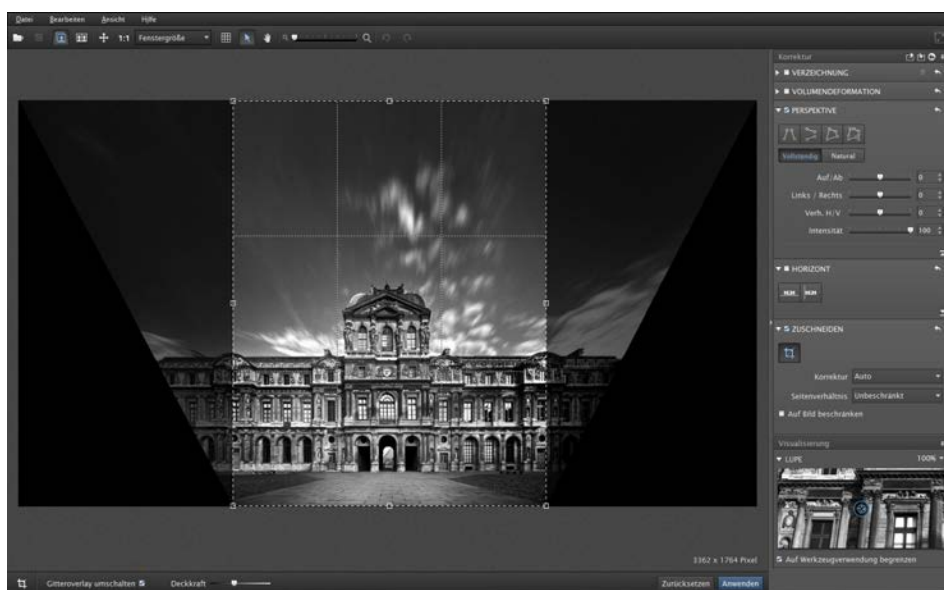 Datei Bearbeiten Ansicht Hilfe
1:1 Fenstergröße
Korrektur
VERZEICHNUNG
VOLUMENDEFORMATION
PERSPEKTIVE
Vollständig Natural
Auf/Ab 0
Links / Rechts 0
Verh. H/V 0
Intensität 100
HORIZONT
ZUSCHNEIDEN
Korrektur Auto
Seitenverhältnis Unbeschränkt
Auf Bild beschränken
Visualisierung
LUPE 100%
3362 x 1764 Pixel
Auf Werkzeugverwendung begrenzen
Gitteroverlay umschalten Deckkraft Zurücksetzen Anwenden